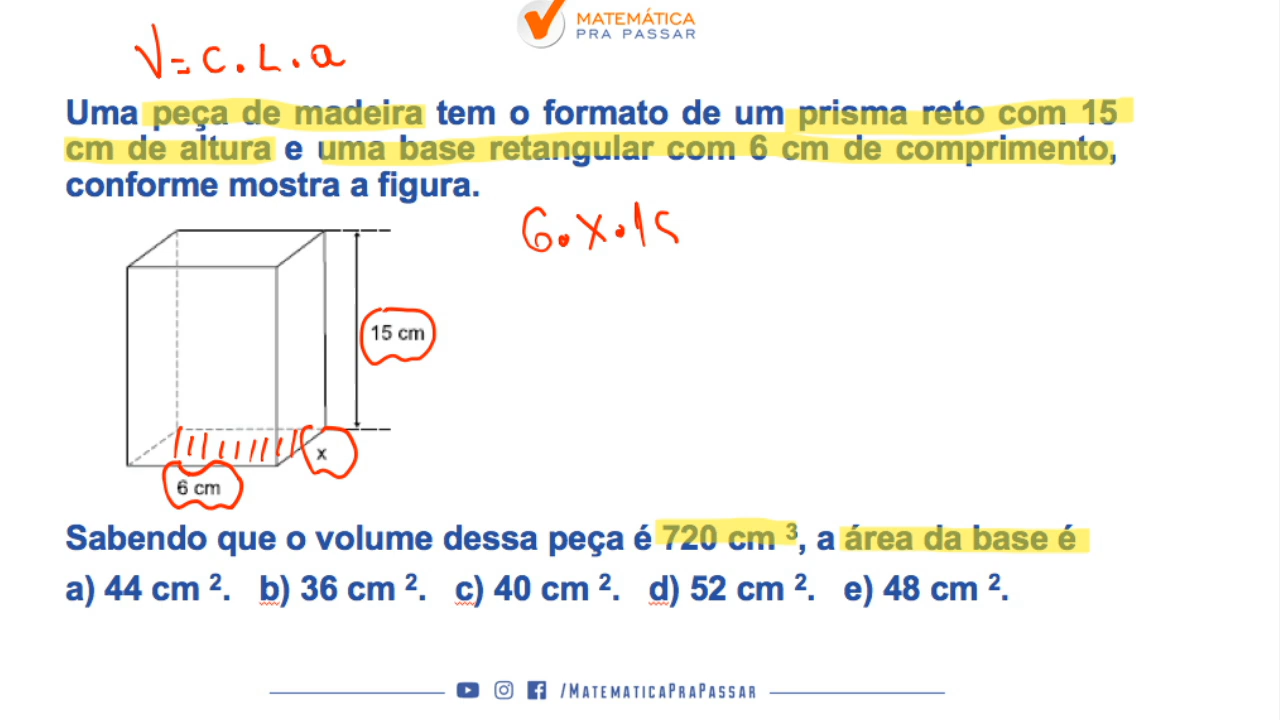 MATEMÁTICA
PRA PASSAR
V = C . L . a
Uma peça de madeira tem o formato de um prisma reto com 15
cm de altura e uma base retangular com 6 cm de comprimento,
conforme mostra a figura.
6 . x . 15
15 cm
x
6 cm
Sabendo que o volume dessa peça é 720 cm ³, a área da base é
a) 44 cm ². b) 36 cm ². c) 40 cm ². d) 52 cm ². e) 48 cm ².
/MATEMATICAPRAPASSAR